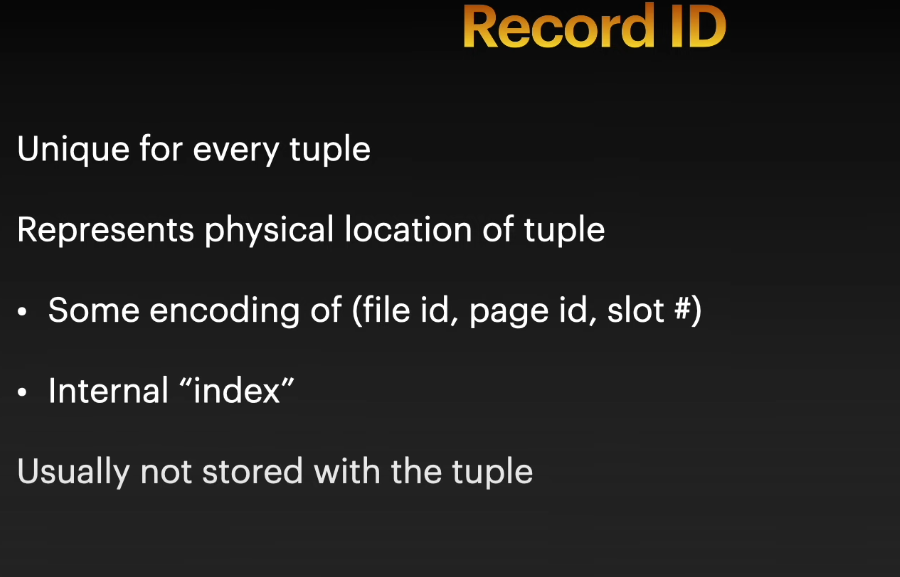 Record ID
Unique for every tuple
Represents physical location of tuple
• Some encoding of (file id, page id, slot #)
• Internal “index”
Usually not stored with the tuple